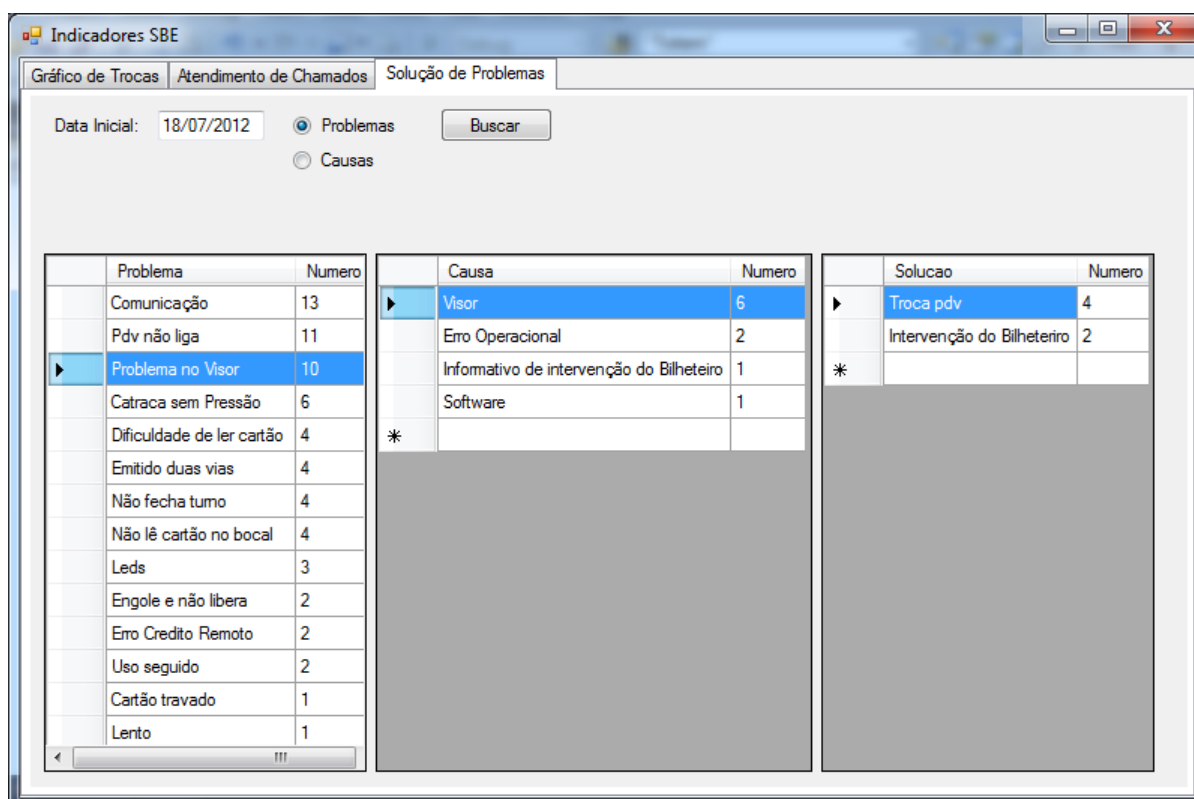 Indicadores SBE
Gráfico de Trocas Atendimento de Chamados Solução de Problemas
Data Inicial: 18/07/2012 Problemas Buscar
Causas
Problema Numero
Comunicação 13
Pdv não liga 11
Problema no Visor 10
Catraca sem Pressão 6
Dificuldade de ler cartão 4
Emitido duas vias 4
Não fecha turno 4
Não lê cartão no bocal 4
Leds 3
Engole e não libera 2
Erro Credito Remoto 2
Uso seguido 2
Cartão travado 1
Lento 1
Causa Numero
Visor 6
Erro Operacional 2
Informativo de intervenção do Bilheteiro 1
Software 1
Solucao Numero
Troca pdv 4
Intervenção do Bilheteriro 2